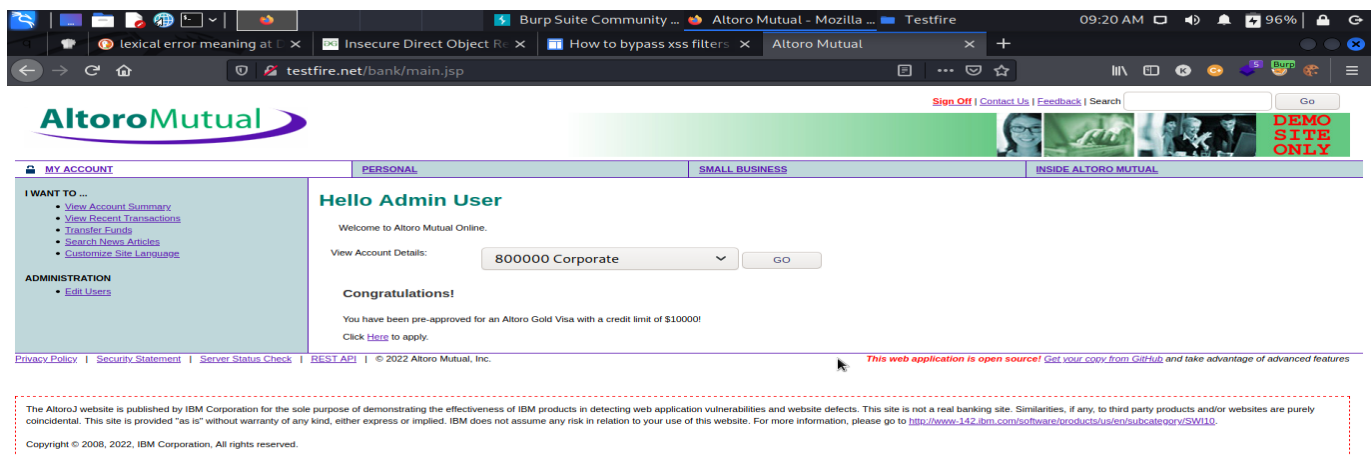 Burp Suite Community ... Altoro Mutual - Mozilla ... Testfire 09:20 AM 96%
lexical error meaning at D Insecure Direct Object Re How to bypass xss filters Altoro Mutual
testfire.net/bank/main.jsp 5 Burp
Sign Off | Contact Us | Feedback | Search Go
AltoroMutual
DEMO
SITE
ONLY
MY ACCOUNT PERSONAL SMALL BUSINESS INSIDE ALTORO MUTUAL
I WANT TO ...
• View Account Summary
• View Recent Transactions
• Transfer Funds
• Search News Articles
• Customize Site Language
ADMINISTRATION
• Edit Users
Hello Admin User
Welcome to Altoro Mutual Online.
View Account Details: 800000 Corporate GO
Congratulations!
You have been pre-approved for an Altoro Gold Visa with a credit limit of $10000!
Click Here to apply.
Privacy Policy | Security Statement | Server Status Check | REST API | © 2022 Altoro Mutual, Inc. This web application is open source! Get your copy from GitHub and take advantage of advanced features
The AltoroJ website is published by IBM Corporation for the sole purpose of demonstrating the effectiveness of IBM products in detecting web application vulnerabilities and website defects. This site is not a real banking site. Similarities, if any, to third party products and/or websites are purely
coincidental. This site is provided "as is" without warranty of any kind, either express or implied. IBM does not assume any risk in relation to your use of this website. For more information, please go to http://www-142.ibm.com/software/products/us/en/subcategory/SWI10.
Copyright © 2008, 2022, IBM Corporation, All rights reserved.